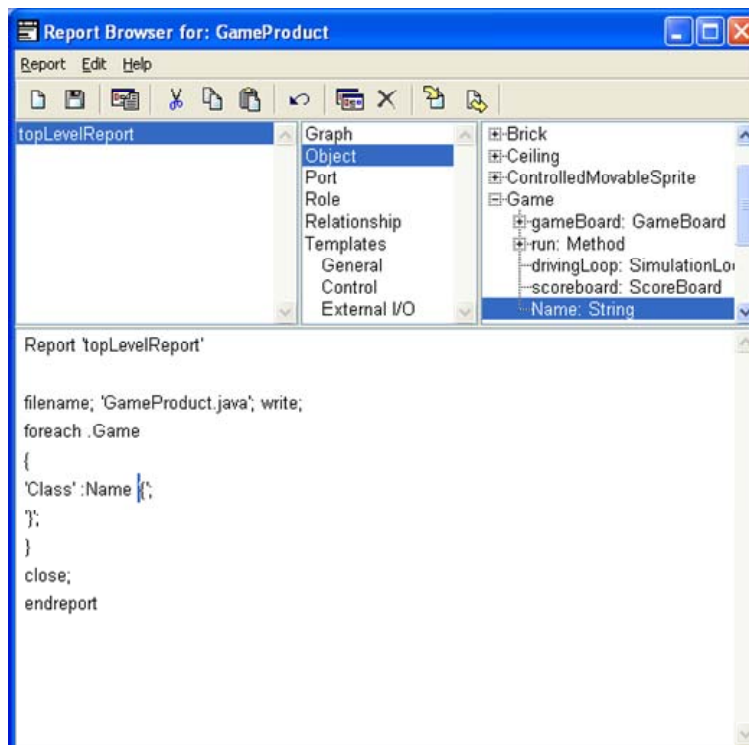 Report Browser for: GameProduct
Report Edit Help
topLevelReport
Graph
Object
Port
Role
Relationship
Templates
General
Control
External I/O
Brick
Ceiling
ControlledMovableSprite
Game
gameBoard: GameBoard
run: Method
drivingLoop: SimulationLo
scoreboard: ScoreBoard
Name: String
Report 'topLevelReport'
filename; 'GameProduct.java'; write;
foreach .Game
{
'Class' :Name '{';
'}';
}
close;
endreport